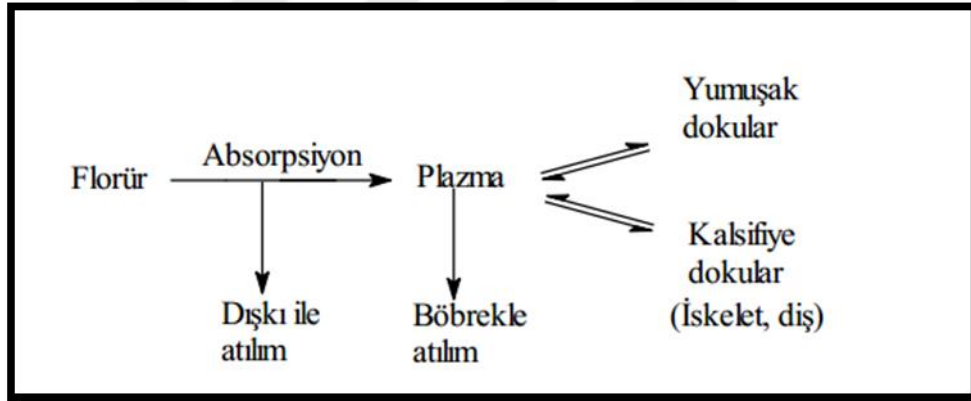 Florür
Absorpsiyon
Plazma
Yumuşak
dokular
Kalsifiye
dokular
(İskelet, diş)
Dışkı ile
atılım
Böbrekle
atılım